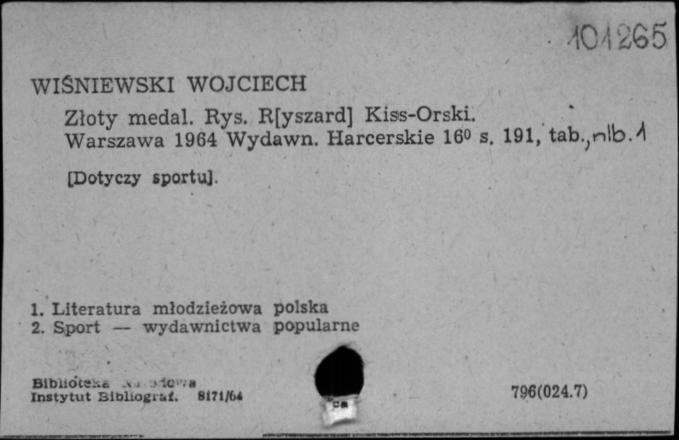 101265
WIŚNIEWSKI WOJCIECH
Złoty medal. Rys. R[yszard] Kiss-Orski.
Warszawa 1964 Wydawn. Harcerskie 16⁰ s. 191, tab., nlb. 1
[Dotyczy sportu].
1. Literatura młodzieżowa polska
2. Sport — wydawnictwa popularne
Biblioteka
Instytut Bibliograf. 8171/64
796(024.7)